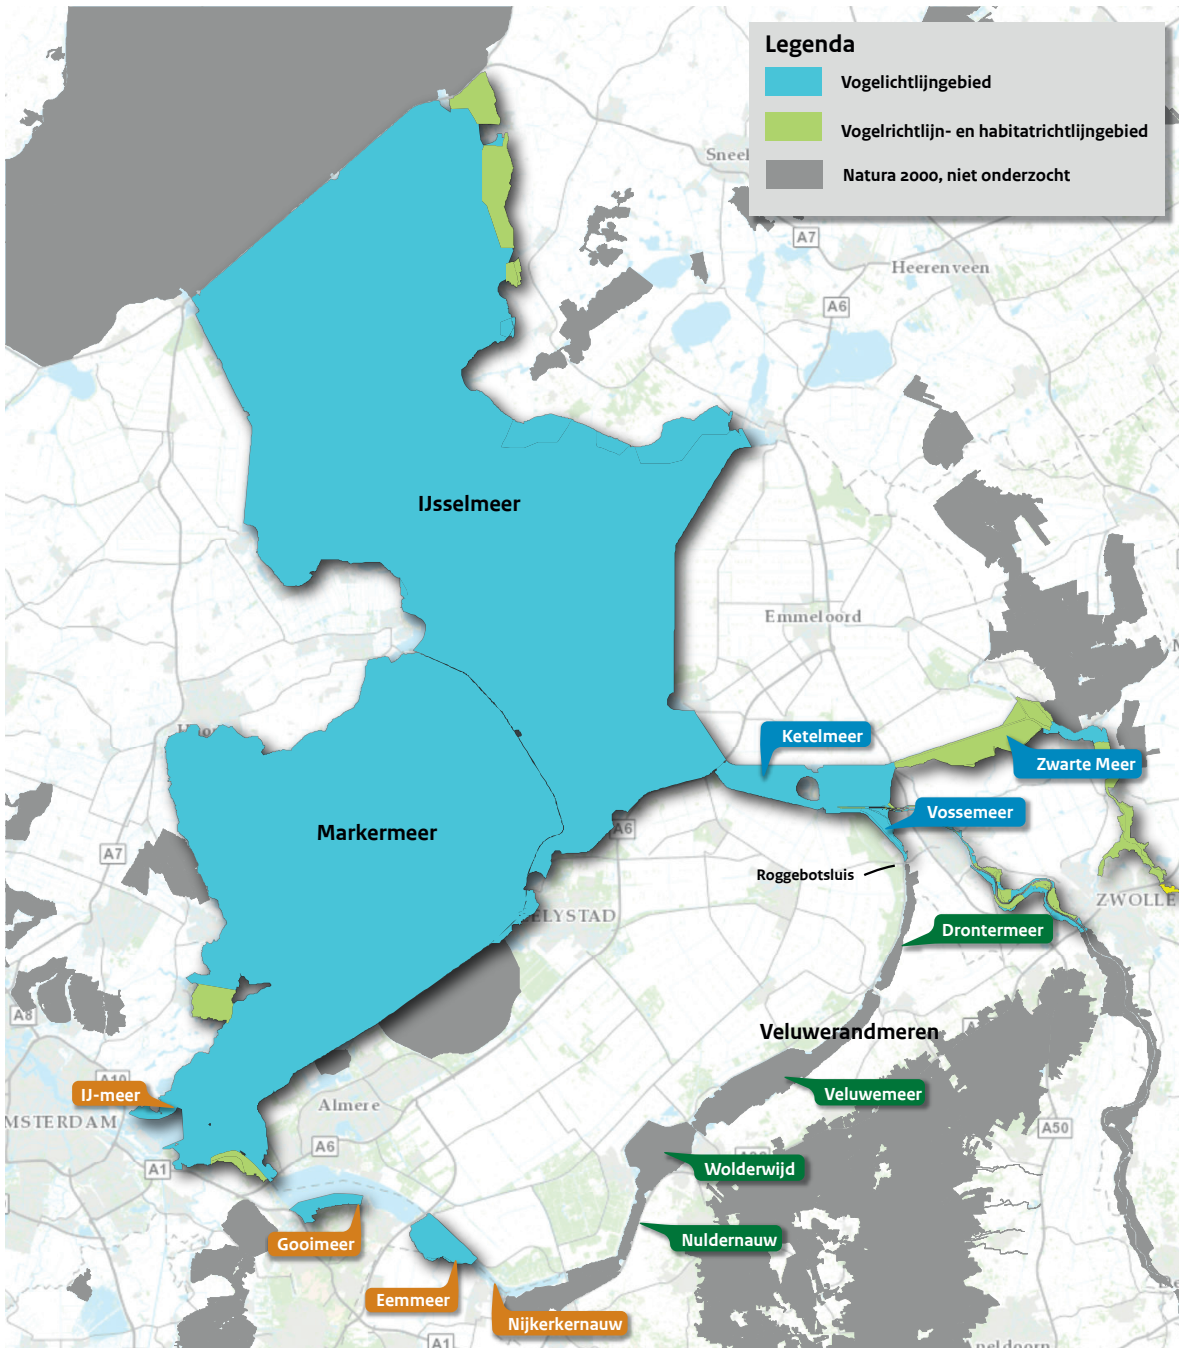 Legenda
Vogelichtlijngebied
Vogelrichtlijn- en habitatrichtlijngebied
Natura 2000, niet onderzocht
Sneek
A7
Heerenveen
A6
IJsselmeer
Emmeloord
Ketelmeer
Zwarte Meer
Vossemeer
Markermeer
A6
A7
Roggebotsluis
ZWOLLE
ELYSTAD
Drontermeer
A8
Veluwerandmeren
A10
IJ-meer
Almere
Veluwemeer
MSTERDAM
A6
A50
A1
Wolderwijd
Gooimeer
Nuldernauw
Eemmeer
Nijkerkernauw
A1
peldoorn